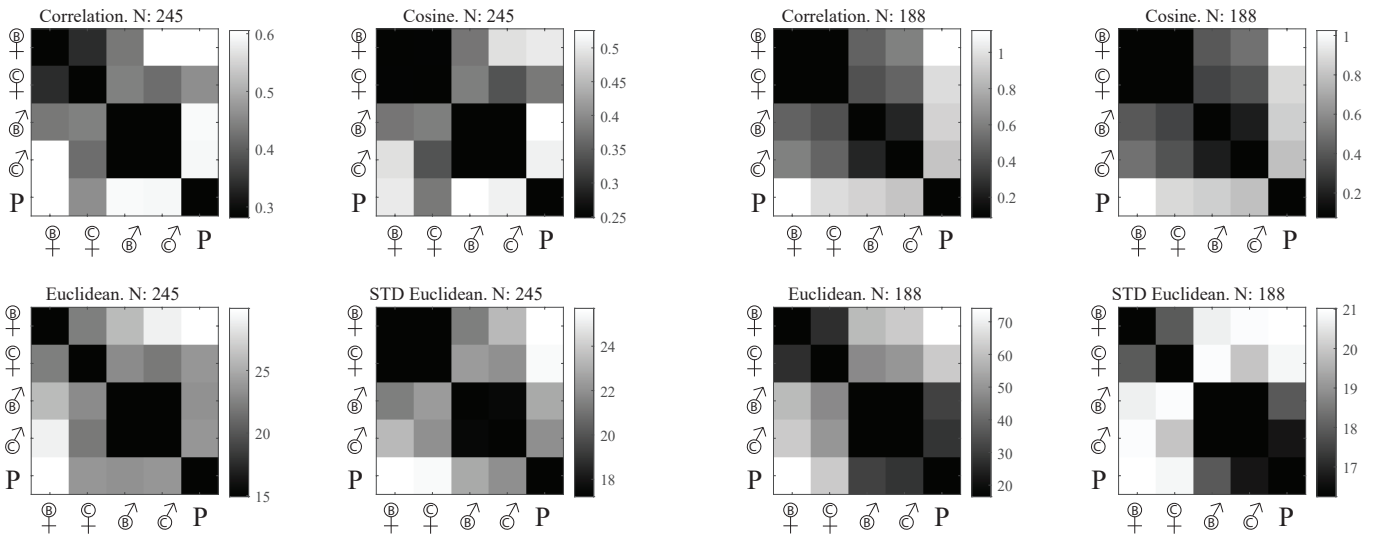 Correlation. N: 245
Ⓑ
Ⓒ
Ⓑ
Ⓒ
P
Ⓑ Ⓒ Ⓑ Ⓒ P
0.6
0.5
0.4
0.3
Cosine. N: 245
Ⓑ
Ⓒ
Ⓑ
Ⓒ
P
Ⓑ Ⓒ Ⓑ Ⓒ P
0.5
0.45
0.4
0.35
0.3
0.25
Correlation. N: 188
Ⓑ
Ⓒ
Ⓑ
Ⓒ
P
Ⓑ Ⓒ Ⓑ Ⓒ P
1
0.8
0.6
0.4
0.2
Cosine. N: 188
Ⓑ
Ⓒ
Ⓑ
Ⓒ
P
Ⓑ Ⓒ Ⓑ Ⓒ P
1
0.8
0.6
0.4
0.2
Euclidean. N: 245
Ⓑ
Ⓒ
Ⓑ
Ⓒ
P
Ⓑ Ⓒ Ⓑ Ⓒ P
25
20
15
STD Euclidean. N: 245
Ⓑ
Ⓒ
Ⓑ
Ⓒ
P
Ⓑ Ⓒ Ⓑ Ⓒ P
24
22
20
18
Euclidean. N: 188
Ⓑ
Ⓒ
Ⓑ
Ⓒ
P
Ⓑ Ⓒ Ⓑ Ⓒ P
70
60
50
40
30
20
STD Euclidean. N: 188
Ⓑ
Ⓒ
Ⓑ
Ⓒ
P
Ⓑ Ⓒ Ⓑ Ⓒ P
21
20
19
18
17